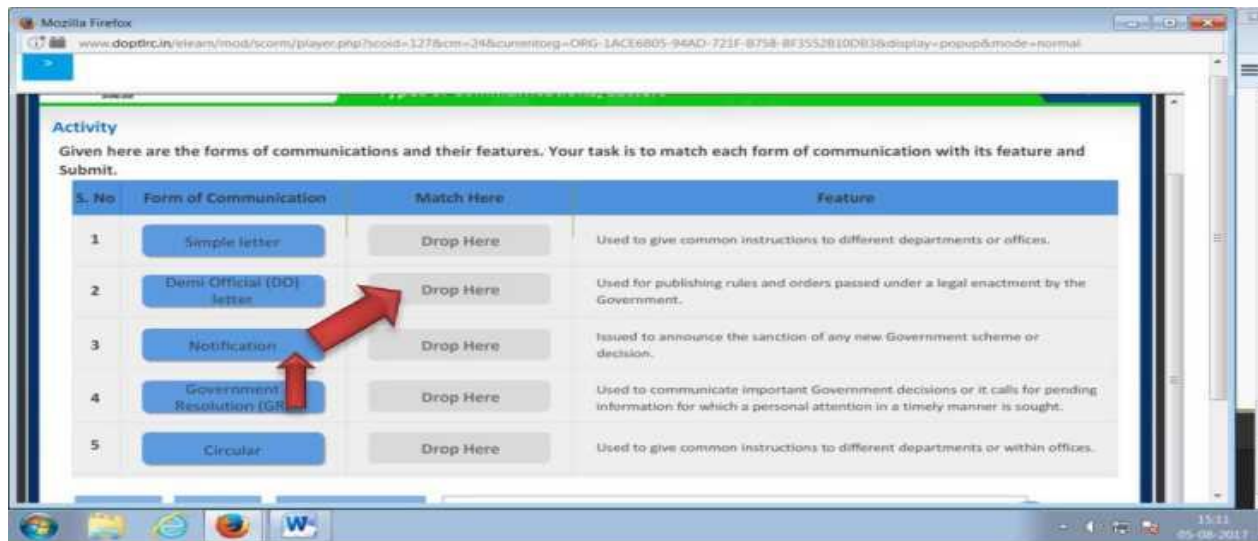 Mozilla Firefox
www.doptirc.in/elearn/mod/scorm/player.php?scoid=127&cm=24&currentorg=ORG-1ACE6805-94AD-721F-8758-8F3552B10DB3&display=popup&mode=normal
>
Activity
Given here are the forms of communications and their features. Your task is to match each form of communication with its feature and
Submit.
S. No Form of Communication Match Here Feature
1 Simple letter Drop Here Used to give common instructions to different departments or offices.
2 Demi Official (DO) letter Drop Here Used for publishing rules and orders passed under a legal enactment by the
Government.
3 Notification Drop Here Issued to announce the sanction of any new Government scheme or
decision.
4 Government Resolution (GR Drop Here Used to communicate important Government decisions or it calls for pending
information for which a personal attention in a timely manner is sought.
5 Circular Drop Here Used to give common instructions to different departments or within offices.
W
15:11
05-08-2017